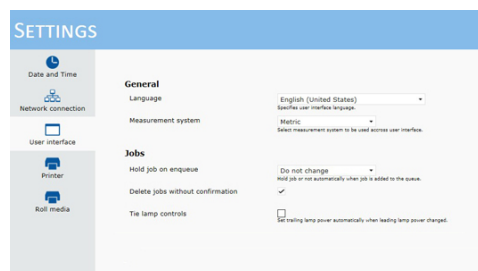 SETTINGS
Date and Time
Network connection
User interface
Printer
Roll media
General
Language
English (United States)
Specifies user interface language.
Measurement system
Metric
Select measurement system to be used accross user interface.
Jobs
Hold job on enqueue
Do not change
Hold job or not automatically when job is added to the queue.
Delete jobs without confirmation
Tie lamp controls
Set trailing lamp power automatically when leading lamp power changed.